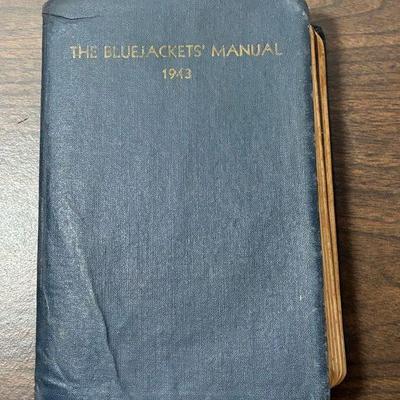 THE BLUEJACKETS' MANUAL
1943